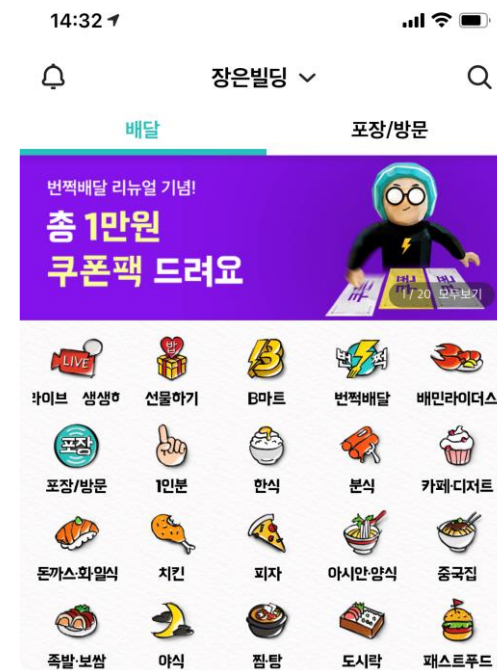 14:32
장은빌딩
배달 포장/방문
번쩍배달 리뉴얼 기념!
총 1만원
쿠폰팩 드려요
1 / 20 모두보기
LIVE 밥 B 번쩍
라이브 생생ㅎ 선물하기 B마트 번쩍배달 배민라이더스
포장
포장/방문 1인분 한식 분식 카페·디저트
돈까스·회·일식 치킨 피자 아시안·양식 중국집
족발·보쌈 야식 찜·탕 도시락 패스트푸드